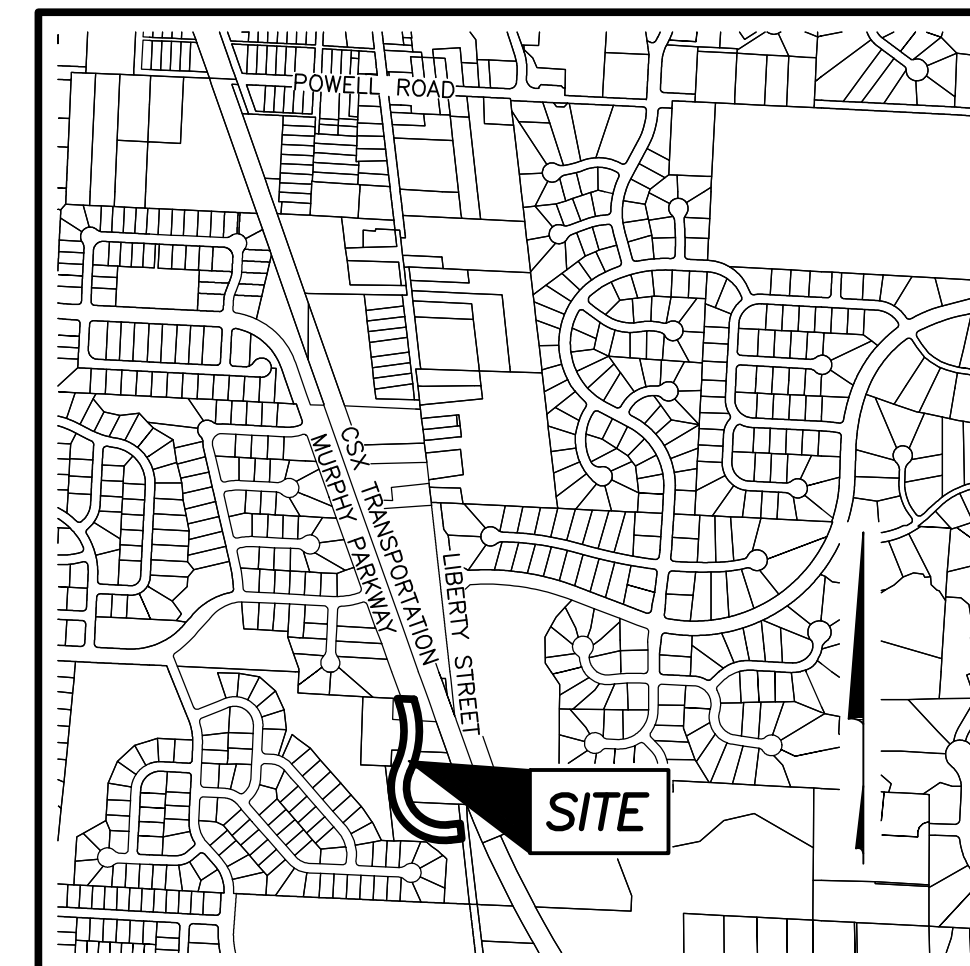 POWELL ROAD
CSX TRANSPORTATION
MURPHY PARKWAY
LIBERTY STREET
SITE